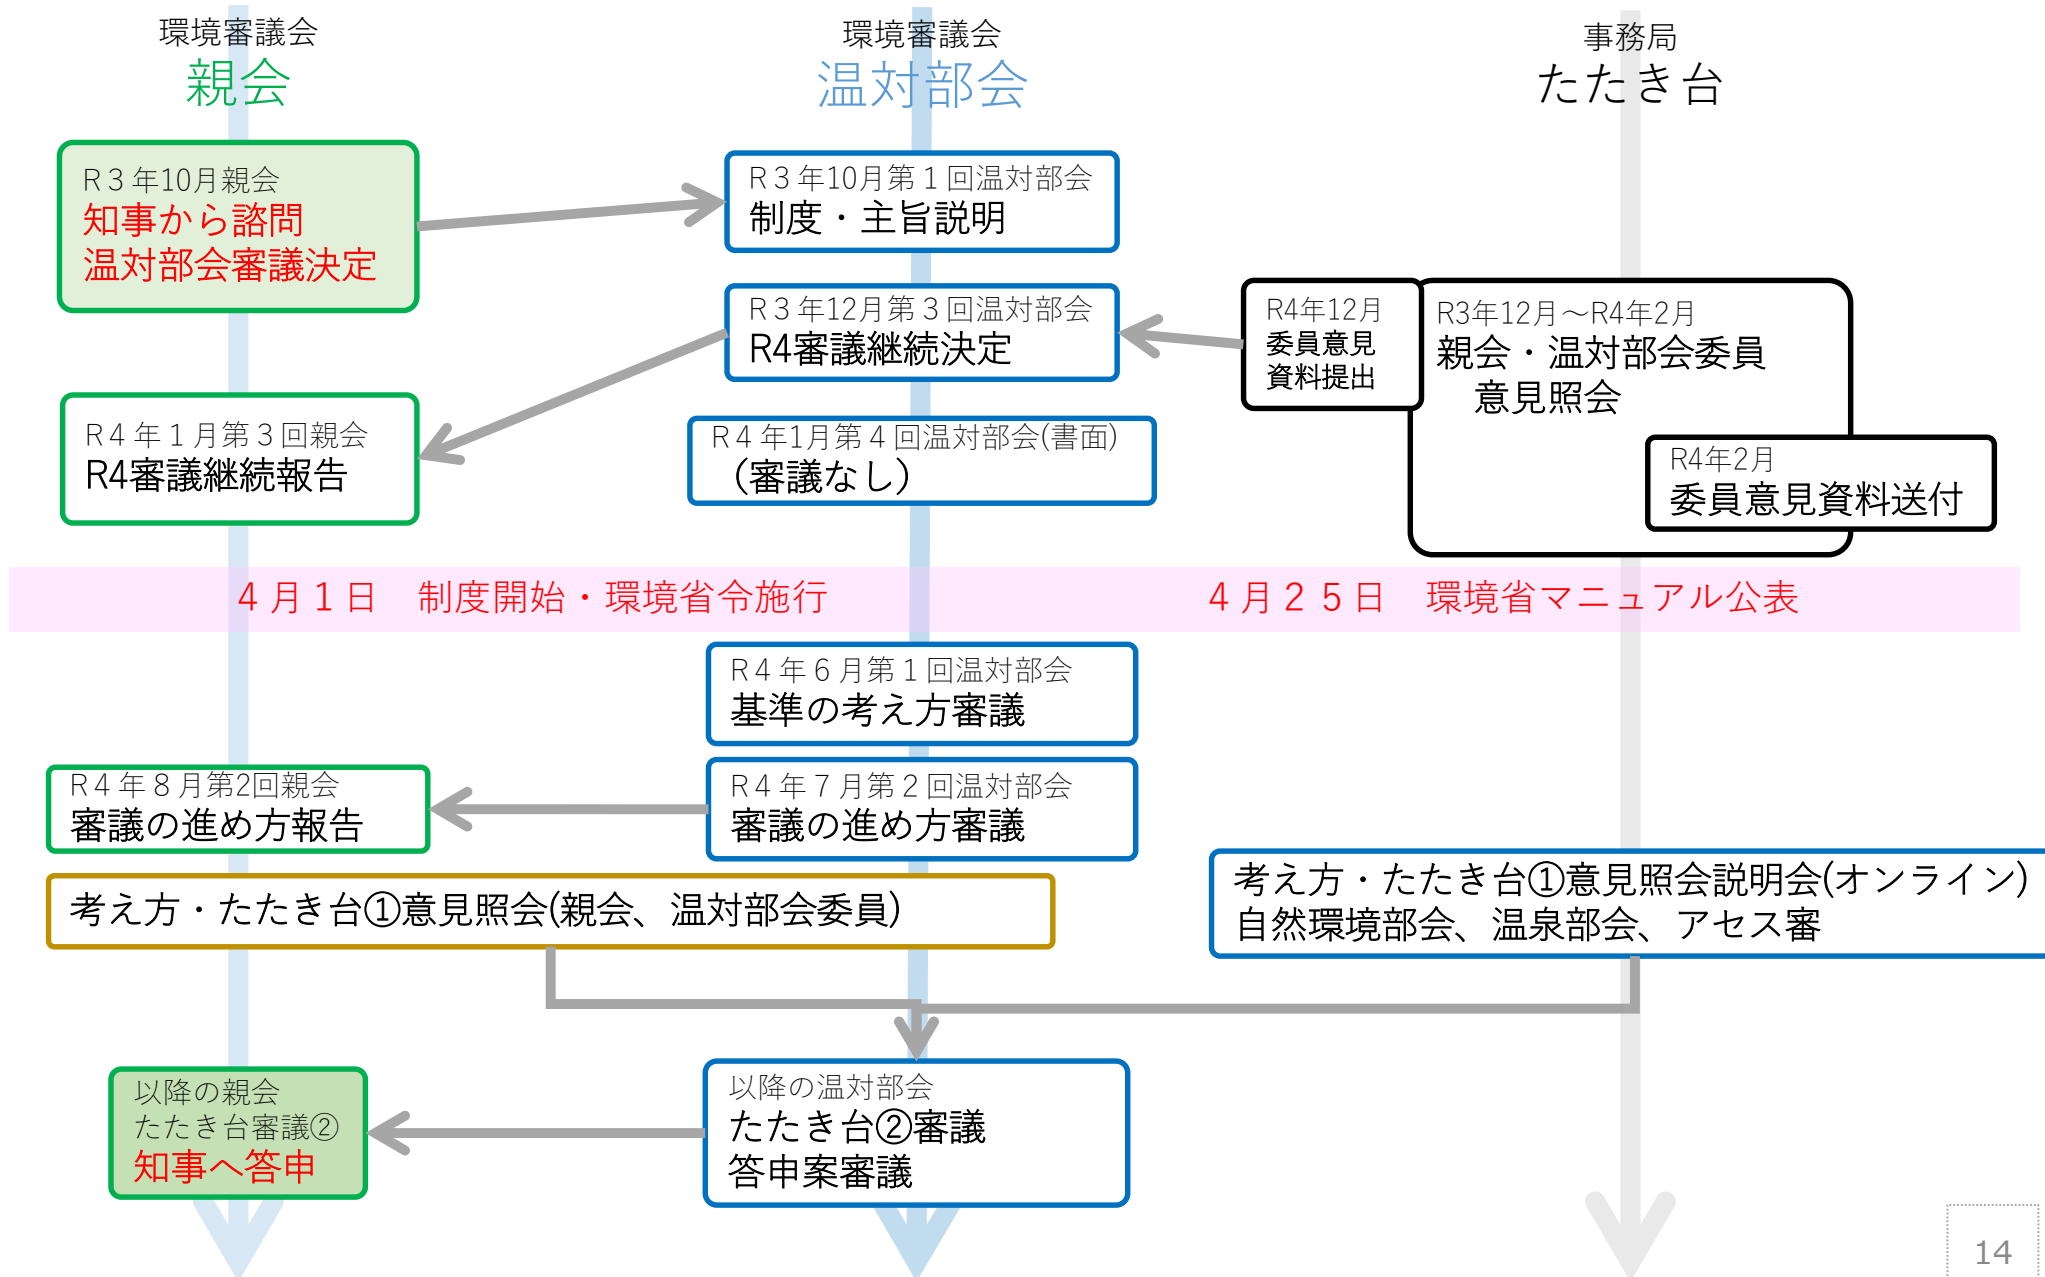 環境審議会
親会
環境審議会
温対部会
事務局
たたき台
R３年10月親会
知事から諮問
温対部会審議決定
R３年10月第１回温対部会
制度・主旨説明
R３年12月第３回温対部会
R4審議継続決定
R4年12月
委員意見
資料提出
R3年12月～R4年2月
親会・温対部会委員
意見照会
R４年１月第３回親会
R4審議継続報告
R４年1月第４回温対部会(書面)
（審議なし）
R4年2月
委員意見資料送付
４月１日　制度開始・環境省令施行
４月２５日　環境省マニュアル公表
R４年６月第１回温対部会
基準の考え方審議
R４年８月第2回親会
審議の進め方報告
R４年７月第２回温対部会
審議の進め方審議
考え方・たたき台①意見照会(親会、温対部会委員)
考え方・たたき台①意見照会説明会(オンライン)
自然環境部会、温泉部会、アセス審
以降の親会
たたき台審議②
知事へ答申
以降の温対部会
たたき台②審議
答申案審議
14